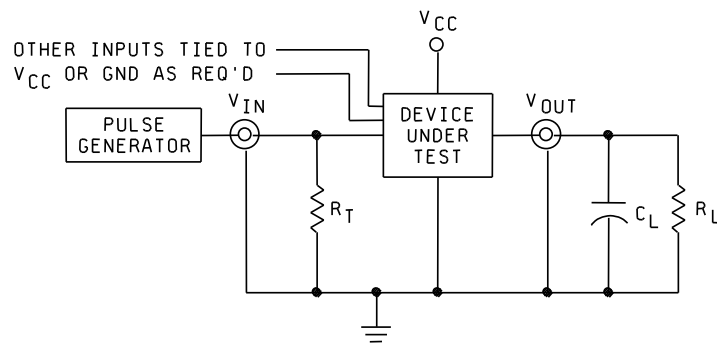 V_CC
OTHER INPUTS TIED TO
V_CC OR GND AS REQ'D
V_IN
V_OUT
PULSE
GENERATOR
DEVICE
UNDER
TEST
R_T
C_L
R_L